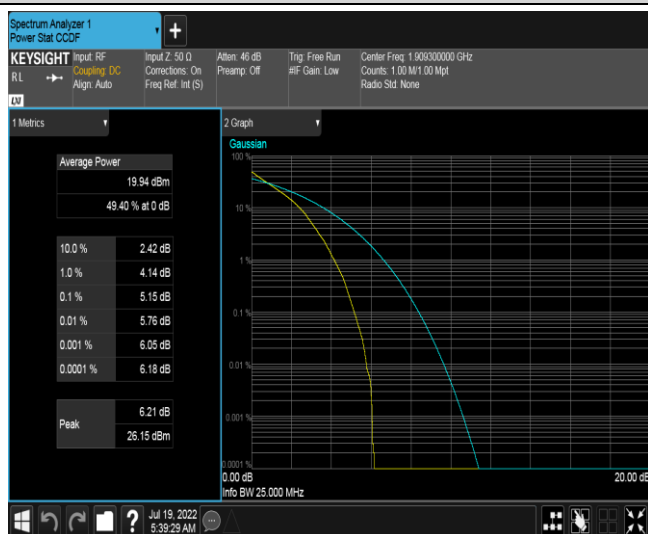 Spectrum Analyzer 1
Power Stat CCDF
+
KEYSIGHT
RL
LXI
Input: RF
Coupling: DC
Align: Auto
Input Z: 50 Ω
Corrections: On
Freq Ref: Int (S)
Atten: 46 dB
Preamp: Off
Trig: Free Run
#IF Gain: Low
Center Freq: 1.909300000 GHz
Counts: 1.00 M/1.00 Mpt
Radio Std: None
1 Metrics
Average Power
19.94 dBm
49.40 % at 0 dB
10.0 % 2.42 dB
1.0 % 4.14 dB
0.1 % 5.15 dB
0.01 % 5.76 dB
0.001 % 6.05 dB
0.0001 % 6.18 dB
Peak
6.21 dB
26.15 dBm
2 Graph
Gaussian
100 %
10 %
1 %
0.1 %
0.01 %
0.001 %
0.0001 %
0.00 dB 20.00 dB
Info BW 25.000 MHz
?
Jul 19, 2022
5:39:29 AM